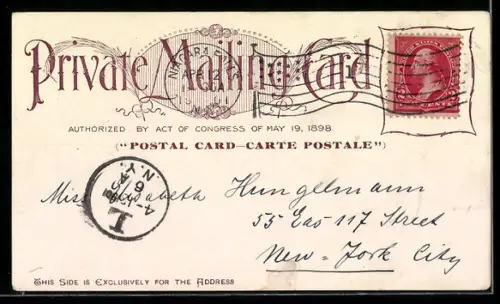 Private Mailing Card
AUTHORIZED BY ACT OF CONGRESS OF MAY 19, 1898.
("POSTAL CARD—CARTE POSTALE")
Miss Elisabeth Hungelmann
55 Eas 117 Street
New-York City
THIS SIDE IS EXCLUSIVELY FOR THE ADDRESS
L
N.Y.